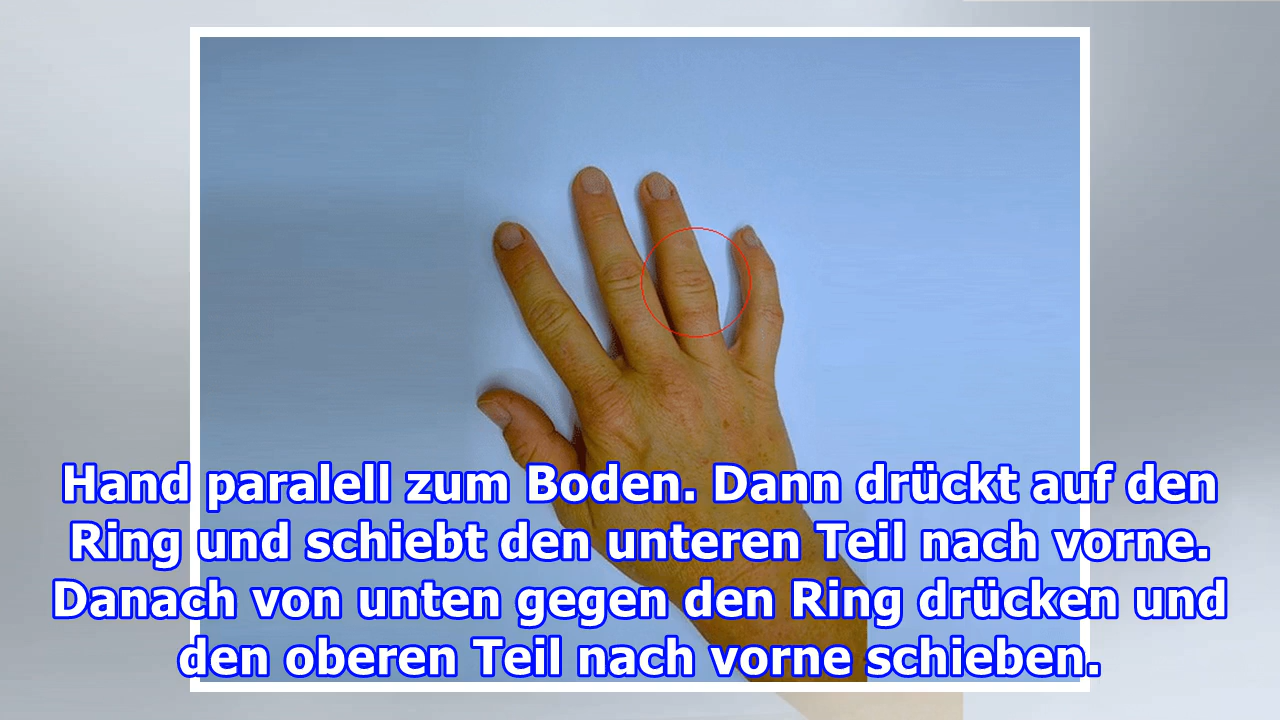 Hand paralell zum Boden. Dann drückt auf den
Ring und schiebt den unteren Teil nach vorne.
Danach von unten gegen den Ring drücken und
den oberen Teil nach vorne schieben.